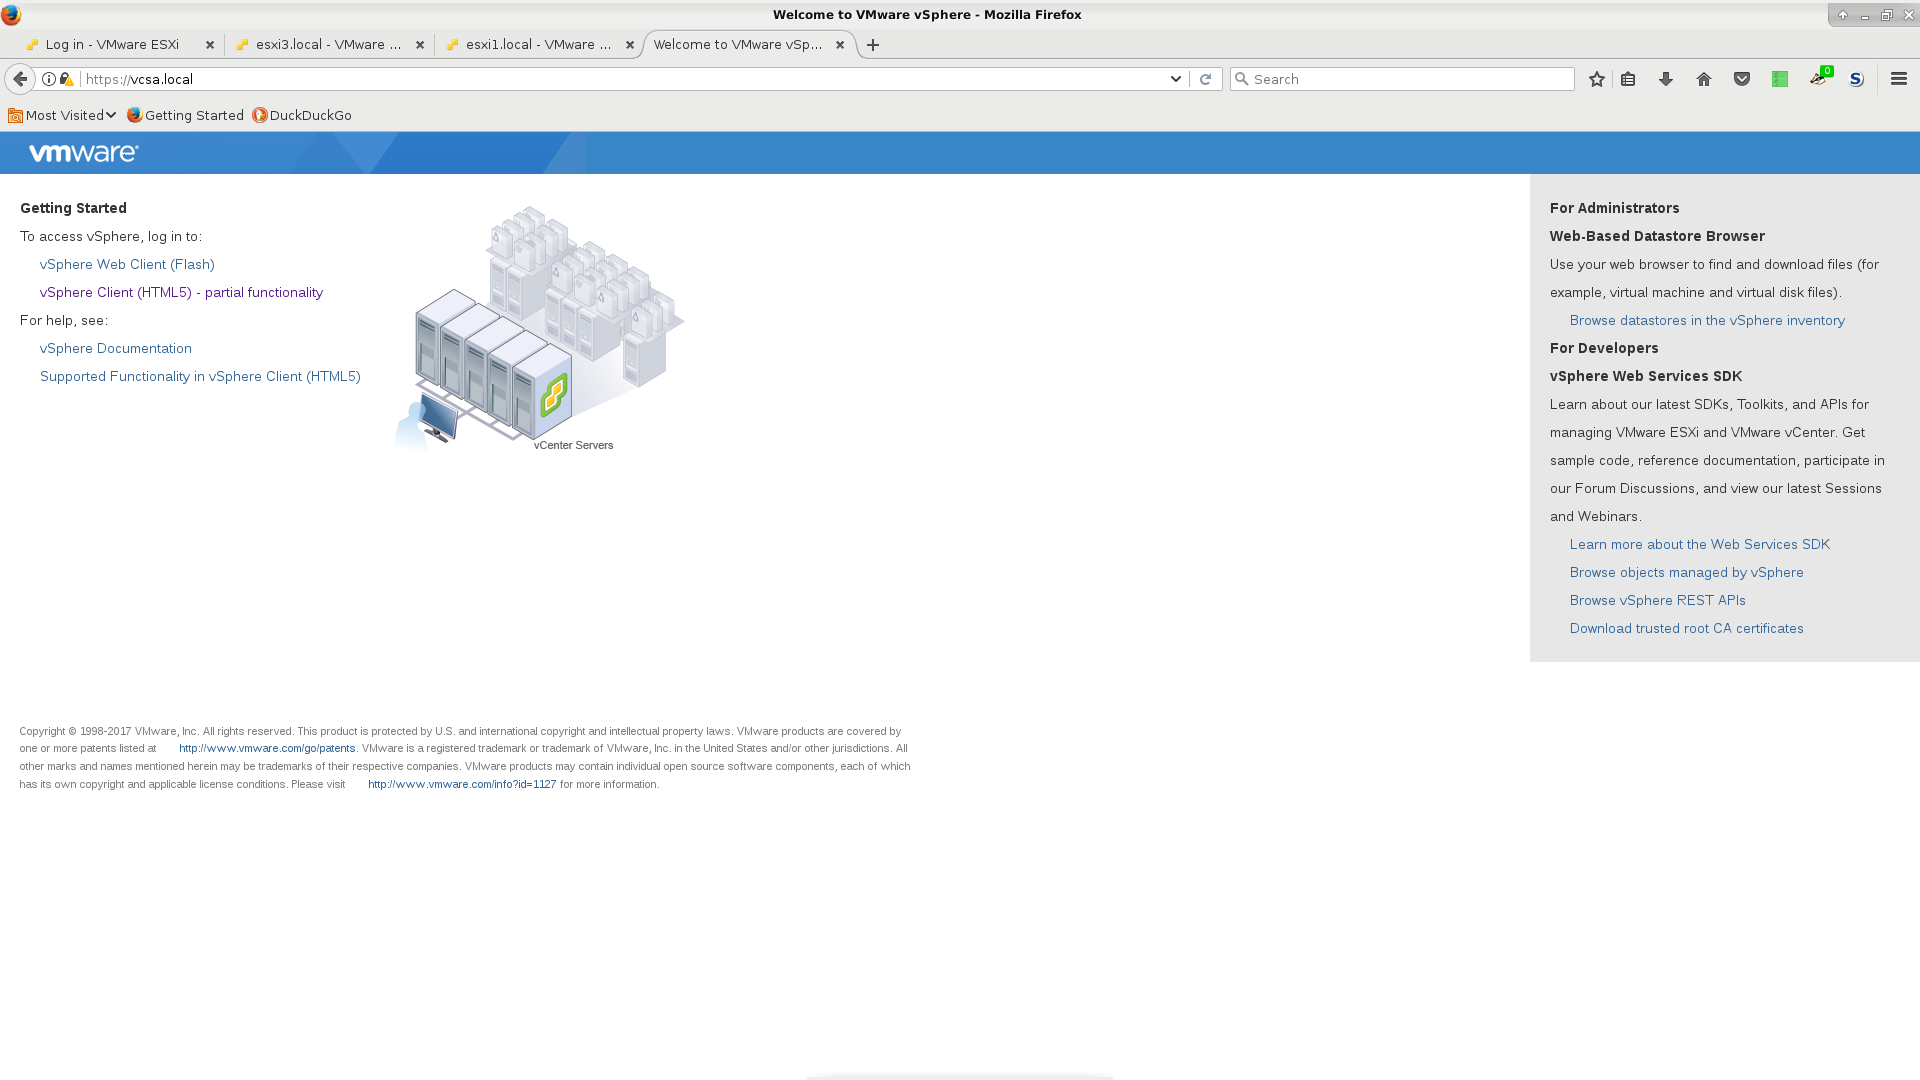 Welcome to VMware vSphere - Mozilla Firefox
Log in - VMware ESXi
esxi3.local - VMware ...
esxi1.local - VMware ...
Welcome to VMware vSp...
https://vcsa.local
Search
0
S
Most Visited
Getting Started
DuckDuckGo
vmware
Getting Started
To access vSphere, log in to:
vSphere Web Client (Flash)
vSphere Client (HTML5) - partial functionality
For help, see:
vSphere Documentation
Supported Functionality in vSphere Client (HTML5)
vCenter Servers
For Administrators
Web-Based Datastore Browser
Use your web browser to find and download files (for
example, virtual machine and virtual disk files).
Browse datastores in the vSphere inventory
For Developers
vSphere Web Services SDK
Learn about our latest SDKs, Toolkits, and APIs for
managing VMware ESXi and VMware vCenter. Get
sample code, reference documentation, participate in
our Forum Discussions, and view our latest Sessions
and Webinars.
Learn more about the Web Services SDK
Browse objects managed by vSphere
Browse vSphere REST APIs
Download trusted root CA certificates
Copyright © 1998-2017 VMware, Inc. All rights reserved. This product is protected by U.S. and international copyright and intellectual property laws. VMware products are covered by
one or more patents listed at http://www.vmware.com/go/patents. VMware is a registered trademark or trademark of VMware, Inc. in the United States and/or other jurisdictions. All
other marks and names mentioned herein may be trademarks of their respective companies. VMware products may contain individual open source software components, each of which
has its own copyright and applicable license conditions. Please visit http://www.vmware.com/info?id=1127 for more information.